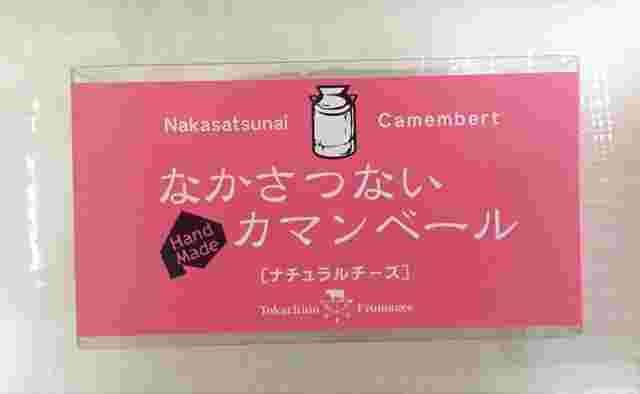 Nakasatsunai Camembert
なかさつない
Hand
Made
カマンベール
[ナチュラルチーズ]
Tokachino Fromages